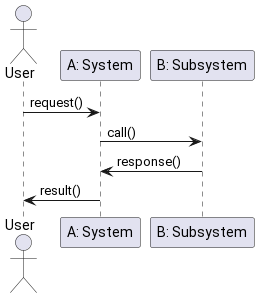 User
A: System
B: Subsystem
request()
call()
response()
result()
User
A: System
B: Subsystem